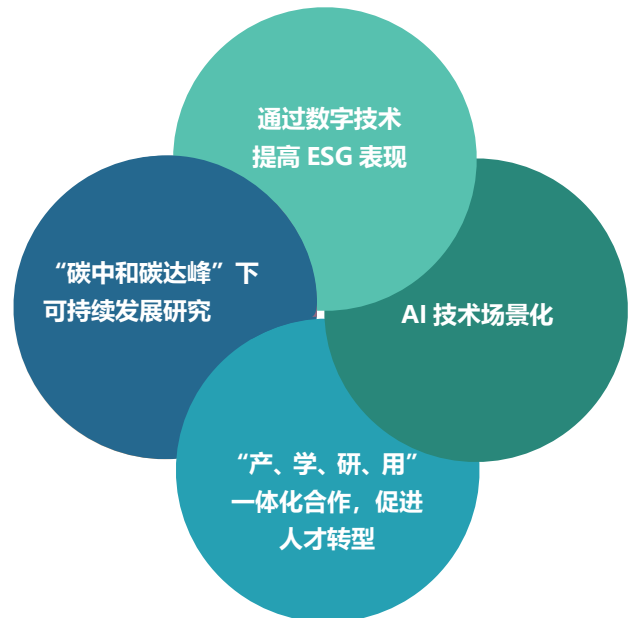 通过数字技术
提高 ESG 表现
“碳中和碳达峰”下
可持续发展研究
AI 技术场景化
“产、学、研、用”
一体化合作，促进
人才转型